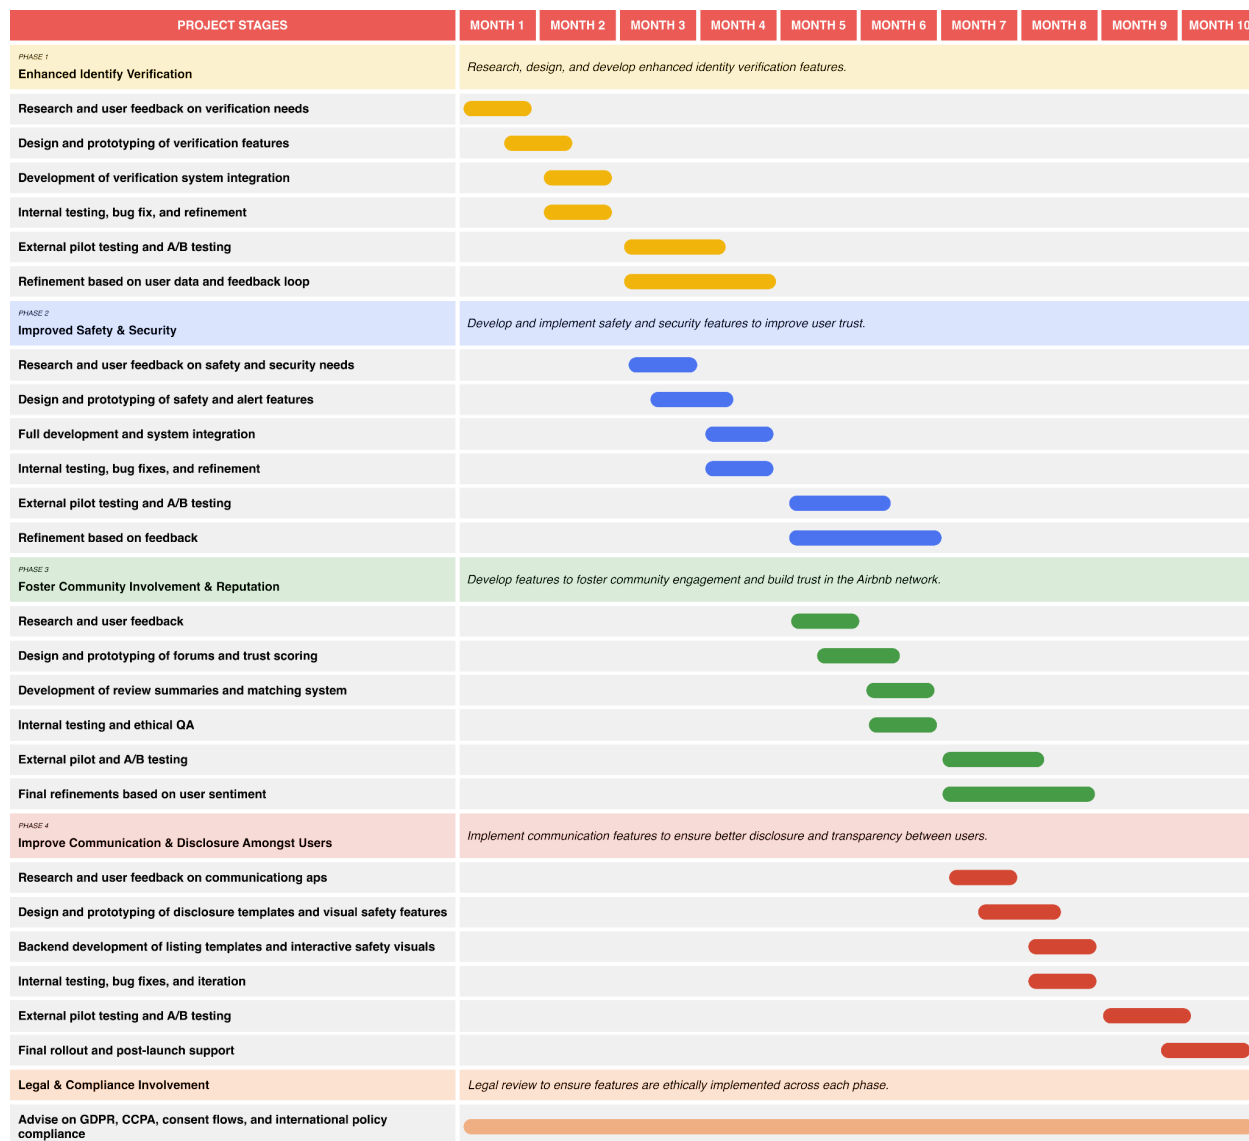 PROJECT STAGES
MONTH 1
MONTH 2
MONTH 3
MONTH 4
MONTH 5
MONTH 6
MONTH 7
MONTH 8
MONTH 9
MONTH 10
PHASE 1
Enhanced Identify Verification
Research, design, and develop enhanced identity verification features.
Research and user feedback on verification needs
Design and prototyping of verification features
Development of verification system integration
Internal testing, bug fix, and refinement
External pilot testing and A/B testing
Refinement based on user data and feedback loop
PHASE 2
Improved Safety & Security
Develop and implement safety and security features to improve user trust.
Research and user feedback on safety and security needs
Design and prototyping of safety and alert features
Full development and system integration
Internal testing, bug fixes, and refinement
External pilot testing and A/B testing
Refinement based on feedback
PHASE 3
Foster Community Involvement & Reputation
Develop features to foster community engagement and build trust in the Airbnb network.
Research and user feedback
Design and prototyping of forums and trust scoring
Development of review summaries and matching system
Internal testing and ethical QA
External pilot and A/B testing
Final refinements based on user sentiment
PHASE 4
Improve Communication & Disclosure Amongst Users
Implement communication features to ensure better disclosure and transparency between users.
Research and user feedback on communicationg aps
Design and prototyping of disclosure templates and visual safety features
Backend development of listing templates and interactive safety visuals
Internal testing, bug fixes, and iteration
External pilot testing and A/B testing
Final rollout and post-launch support
Legal & Compliance Involvement
Legal review to ensure features are ethically implemented across each phase.
Advise on GDPR, CCPA, consent flows, and international policy
compliance